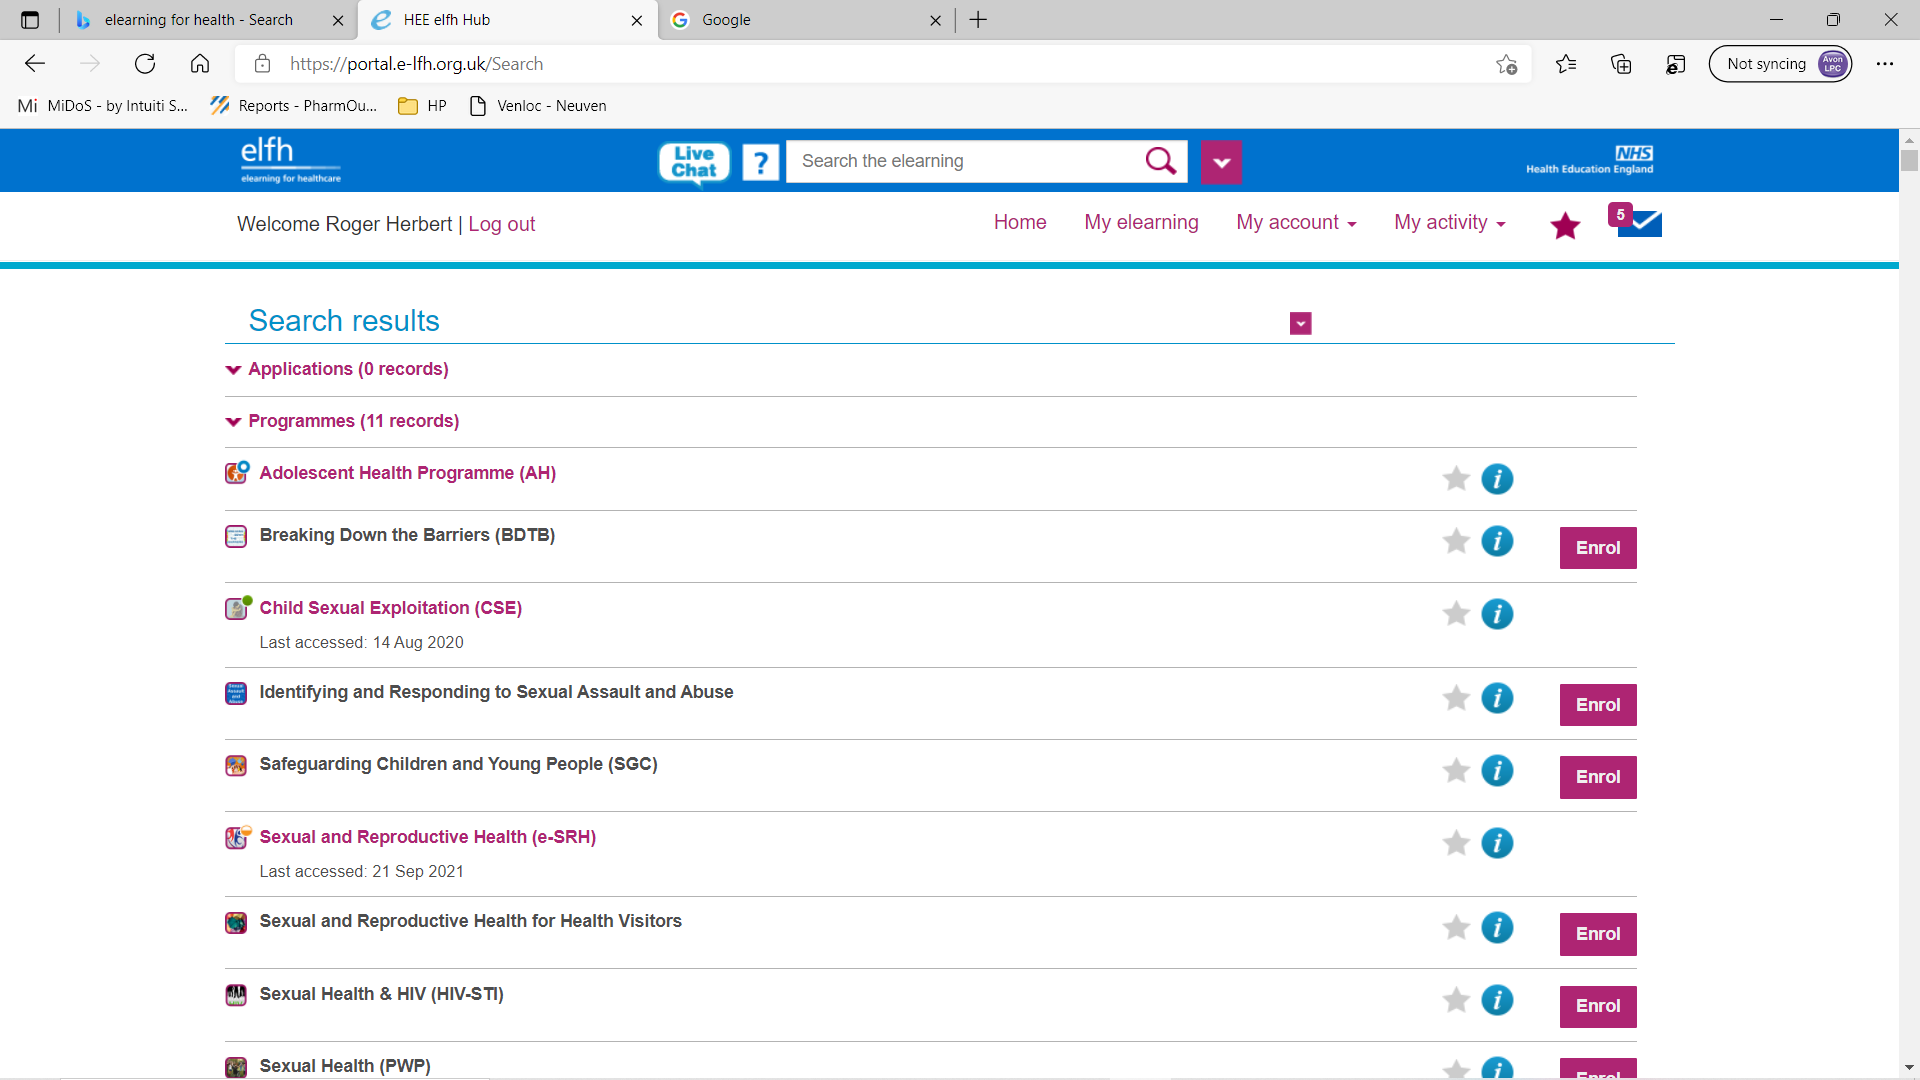 elearning for health - Search
HEE elfh Hub
Google
https://portal.e-lfh.org.uk/Search
Not syncing
Avon
LPC
Mi MiDoS - by Intuiti S...
Reports - PharmOu...
HP
Venloc - Neuven
elfh
elearning for healthcare
Live
Chat
?
Search the elearning
NHS
Health Education England
Welcome Roger Herbert | Log out
Home
My elearning
My account
My activity
5
Search results
Applications (0 records)
Programmes (11 records)
Adolescent Health Programme (AH)
i
Breaking Down the Barriers (BDTB)
i
Enrol
Child Sexual Exploitation (CSE)
i
Last accessed: 14 Aug 2020
Identifying and Responding to Sexual Assault and Abuse
i
Enrol
Safeguarding Children and Young People (SGC)
i
Enrol
Sexual and Reproductive Health (e-SRH)
i
Last accessed: 21 Sep 2021
Sexual and Reproductive Health for Health Visitors
i
Enrol
Sexual Health & HIV (HIV-STI)
i
Enrol
Sexual Health (PWP)
i
Enrol